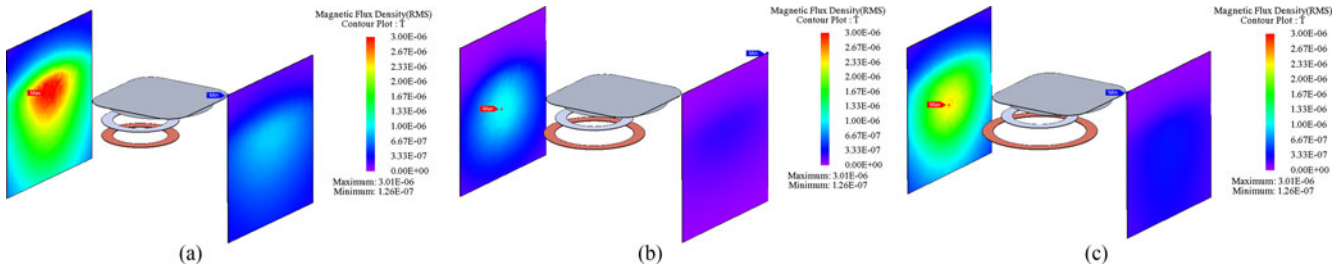 Magnetic Flux Density(RMS)
Contour Plot : T
3.00E-06
2.67E-06
2.33E-06
2.00E-06
1.67E-06
1.33E-06
1.00E-06
6.67E-07
3.33E-07
0.00E+00
Maximum: 3.01E-06
Minimum: 1.26E-07
Max
Min
(a)
Magnetic Flux Density(RMS)
Contour Plot : T
3.00E-06
2.67E-06
2.33E-06
2.00E-06
1.67E-06
1.33E-06
1.00E-06
6.67E-07
3.33E-07
0.00E+00
Maximum: 3.01E-06
Minimum: 1.26E-07
Max
Min
(b)
Magnetic Flux Density(RMS)
Contour Plot : T
3.00E-06
2.67E-06
2.33E-06
2.00E-06
1.67E-06
1.33E-06
1.00E-06
6.67E-07
3.33E-07
0.00E+00
Maximum: 3.01E-06
Minimum: 1.26E-07
Max
Min
(c)